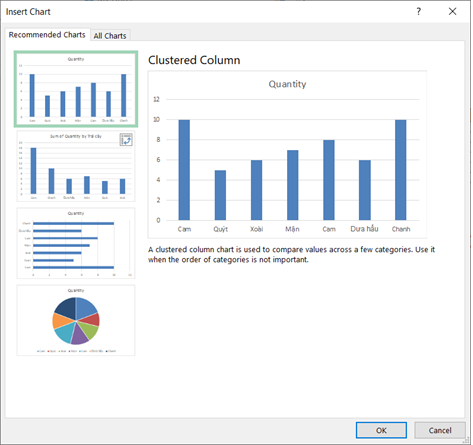 Insert Chart
?
Recommended Charts
All Charts
Quantity
Sum of Quantity by Trái cây
Quantity
Quantity
Clustered Column
Quantity
12
10
8
6
4
2
0
Cam Quýt Xoài Mận Cam Dưa hấu Chanh
A clustered column chart is used to compare values across a few categories. Use it
when the order of categories is not important.
OK
Cancel